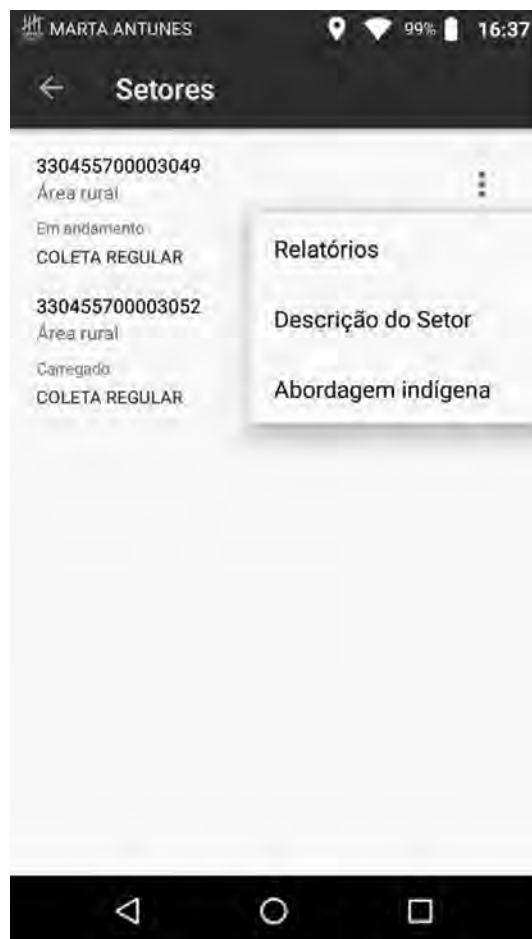 MARTA ANTUNES 99% 16:37
Setores
330455700003049
Área rural
Em andamento
COLETA REGULAR
330455700003052
Área rural
Carregado
COLETA REGULAR
Relatórios
Descrição do Setor
Abordagem indígena